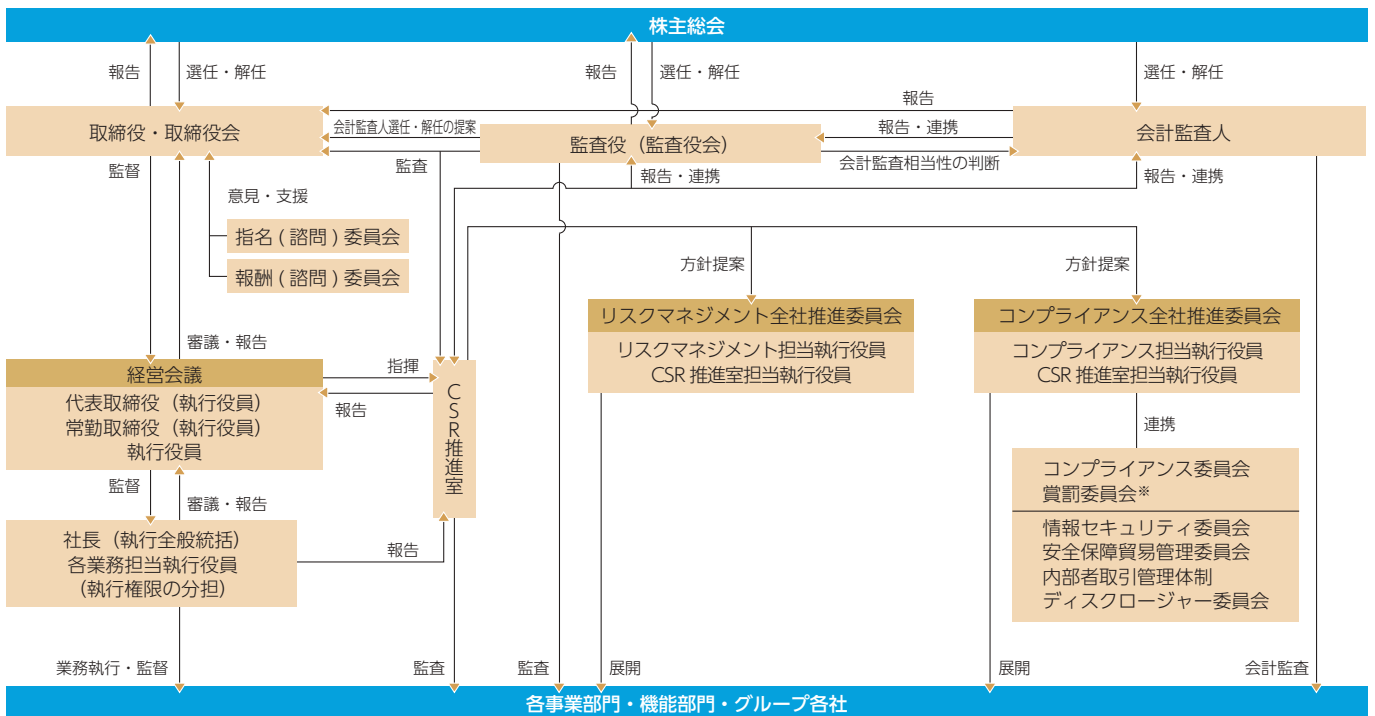 株主総会
報告
選任・解任
報告
選任・解任
選任・解任
取締役・取締役会
会計監査人選任・解任の提案
監査役（監査役会）
報告
報告・連携
会計監査人
会計監査相当性の判断
監督
監査
報告・連携
報告・連携
意見・支援
指名(諮問)委員会
報酬(諮問)委員会
方針提案
方針提案
リスクマネジメント全社推進委員会
リスクマネジメント担当執行役員
CSR推進室担当執行役員
コンプライアンス全社推進委員会
コンプライアンス担当執行役員
CSR推進室担当執行役員
審議・報告
経営会議
代表取締役（執行役員）
常勤取締役（執行役員）
執行役員
指揮
報告
CSR推進室
連携
コンプライアンス委員会
賞罰委員会※
情報セキュリティ委員会
安全保障貿易管理委員会
内部者取引管理体制
ディスクロージャー委員会
監督
審議・報告
社長（執行全般統括）
各業務担当執行役員
（執行権限の分担）
報告
業務執行・監督
監査
監査
展開
展開
会計監査
各事業部門・機能部門・グループ各社